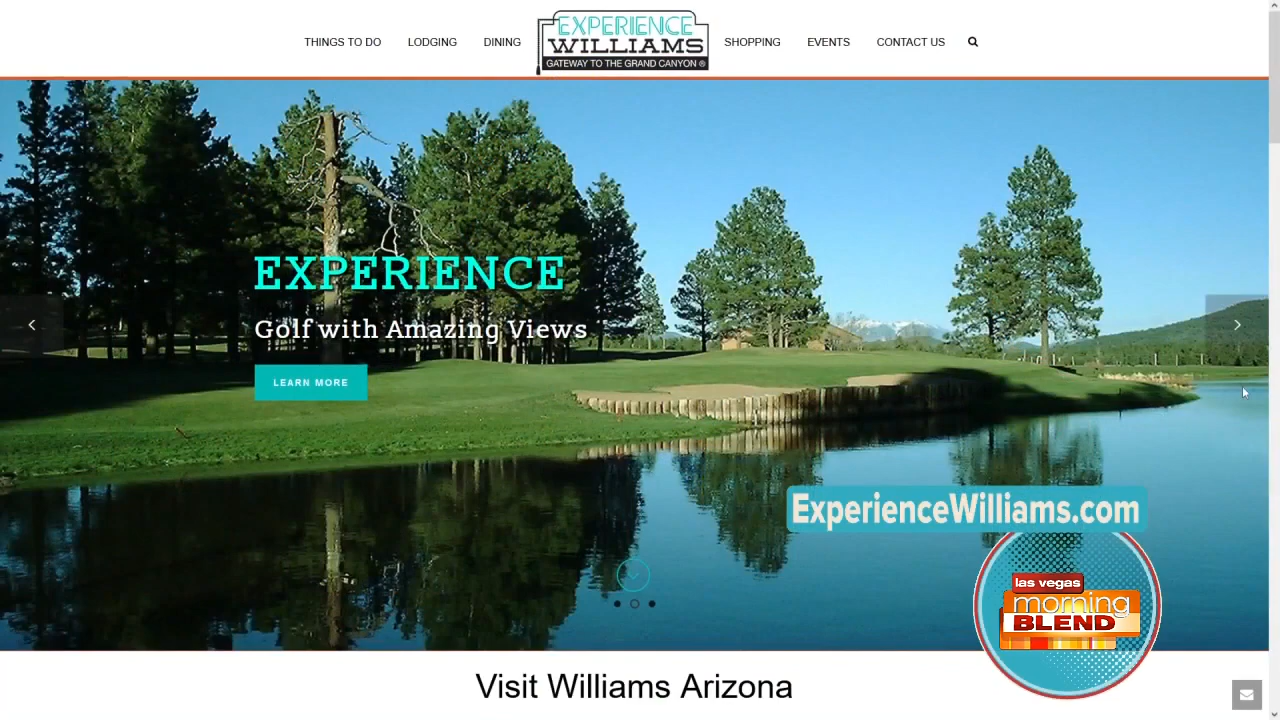 THINGS TO DO
LODGING
DINING
EXPERIENCE
WILLIAMS
GATEWAY TO THE GRAND CANYON ®
SHOPPING
EVENTS
CONTACT US
EXPERIENCE
Golf with Amazing Views
LEARN MORE
ExperienceWilliams.com
las vegas
morning
BLEND
Visit Williams Arizona